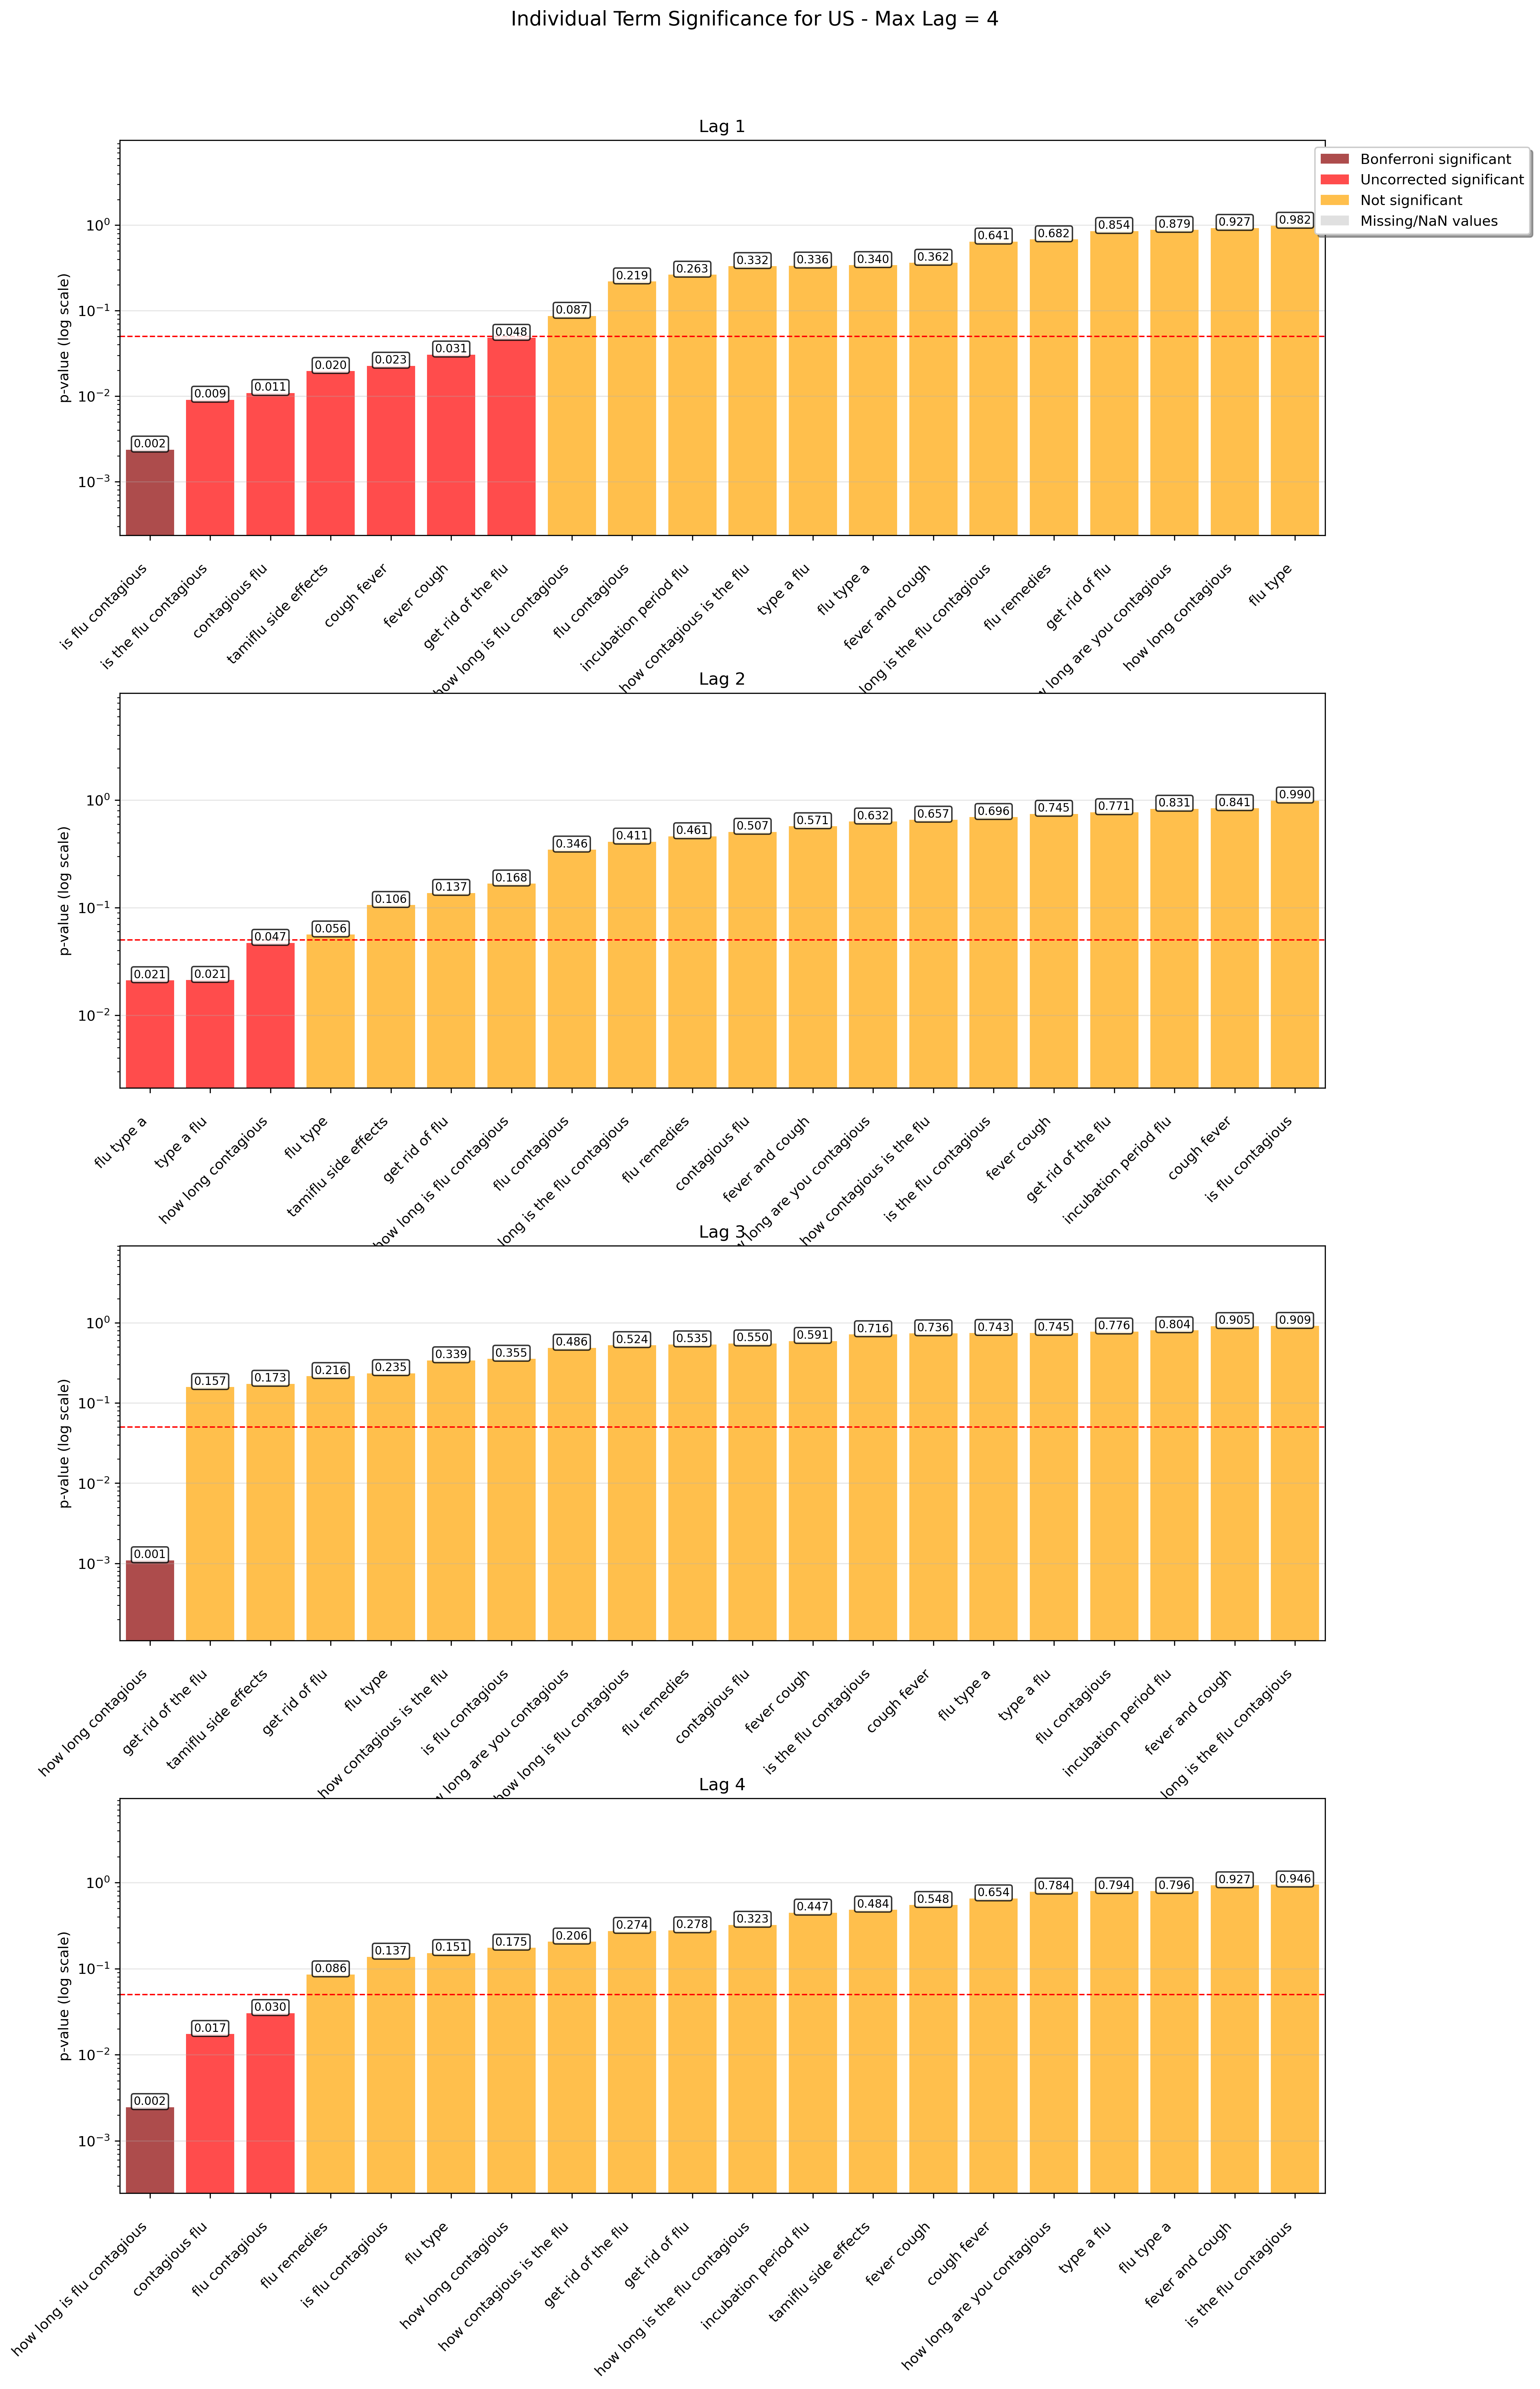 Individual Term Significance for US - Max Lag = 4
Lag 1
Bonferroni significant
Uncorrected significant
Not significant
Missing/NaN values
p-value (log scale)
10⁰
10⁻¹
10⁻²
10⁻³
0.002
0.009
0.011
0.020
0.023
0.031
0.048
0.087
0.219
0.263
0.332
0.336
0.340
0.362
0.641
0.682
0.854
0.879
0.927
0.982
is flu contagious
is the flu contagious
contagious flu
tamiflu side effects
cough fever
fever cough
get rid of the flu
how long is flu contagious
flu contagious
incubation period flu
how contagious is the flu
type a flu
flu type a
fever and cough
long is the flu contagious
flu remedies
get rid of flu
long are you contagious
how long contagious
flu type
Lag 2
p-value (log scale)
10⁰
10⁻¹
10⁻²
0.021
0.021
0.047
0.056
0.106
0.137
0.168
0.346
0.411
0.461
0.507
0.571
0.632
0.657
0.696
0.745
0.771
0.831
0.841
0.990
flu type a
type a flu
how long contagious
flu type
tamiflu side effects
get rid of flu
how long is flu contagious
flu contagious
long is the flu contagious
flu remedies
contagious flu
fever and cough
long are you contagious
how contagious is the flu
is the flu contagious
fever cough
get rid of the flu
incubation period flu
cough fever
is flu contagious
Lag 3
p-value (log scale)
10⁰
10⁻¹
10⁻²
10⁻³
0.001
0.157
0.173
0.216
0.235
0.339
0.355
0.486
0.524
0.535
0.550
0.591
0.716
0.736
0.743
0.745
0.776
0.804
0.905
0.909
how long contagious
get rid of the flu
tamiflu side effects
get rid of flu
flu type
how contagious is the flu
is flu contagious
long are you contagious
how long is flu contagious
flu remedies
contagious flu
fever cough
is the flu contagious
cough fever
flu type a
type a flu
flu contagious
incubation period flu
fever and cough
long is the flu contagious
Lag 4
p-value (log scale)
10⁰
10⁻¹
10⁻²
10⁻³
0.002
0.017
0.030
0.086
0.137
0.151
0.175
0.206
0.274
0.278
0.323
0.447
0.484
0.548
0.654
0.784
0.794
0.796
0.927
0.946
how long is flu contagious
contagious flu
flu contagious
flu remedies
is flu contagious
flu type
how long contagious
how contagious is the flu
get rid of the flu
get rid of flu
how long is the flu contagious
incubation period flu
tamiflu side effects
fever cough
cough fever
how long are you contagious
type a flu
flu type a
fever and cough
is the flu contagious